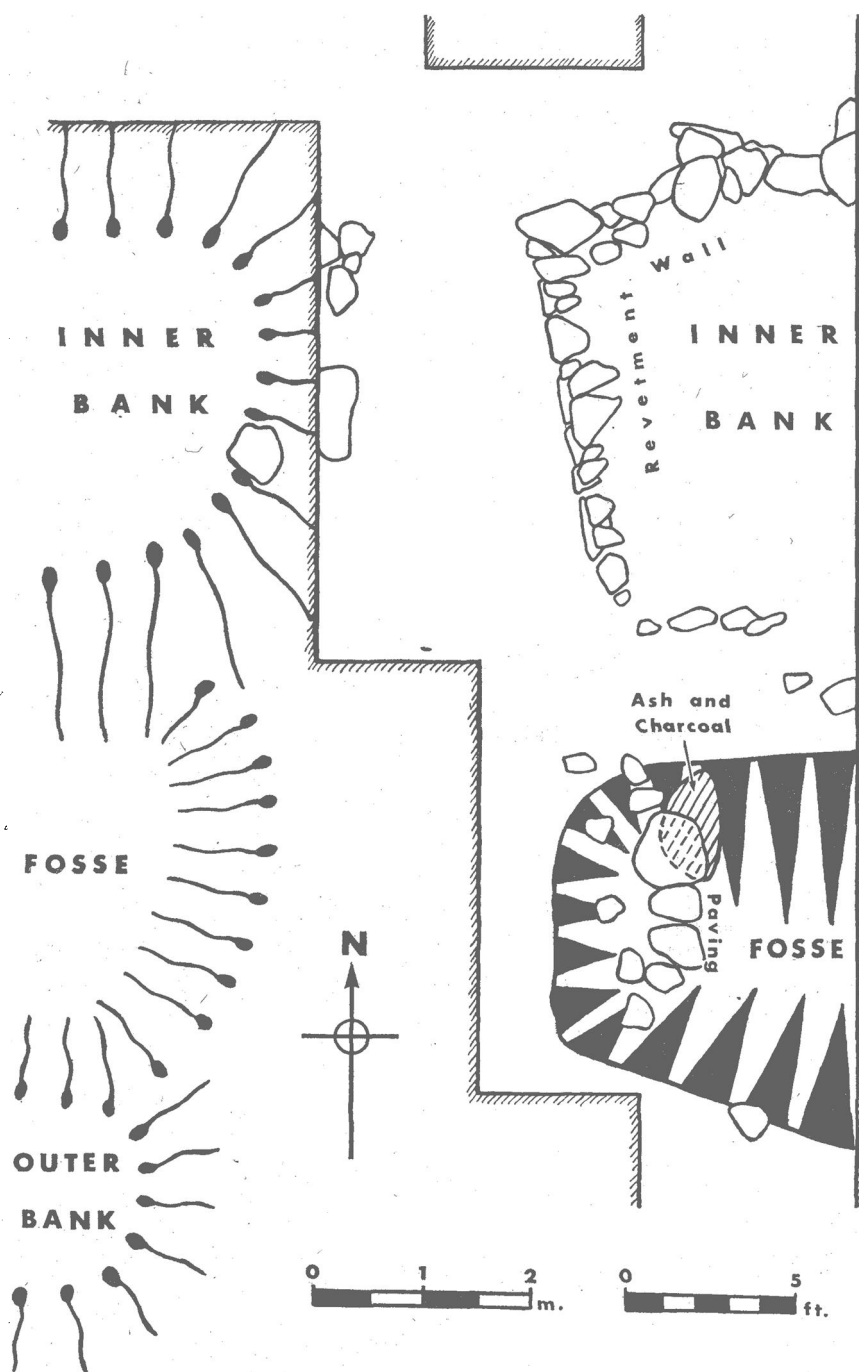 INNER
BANK
Revetment Wall
INNER
BANK
Ash and
Charcoal
FOSSE
Paving
FOSSE
N
OUTER
BANK
0 1 2
m.
0 5
ft.